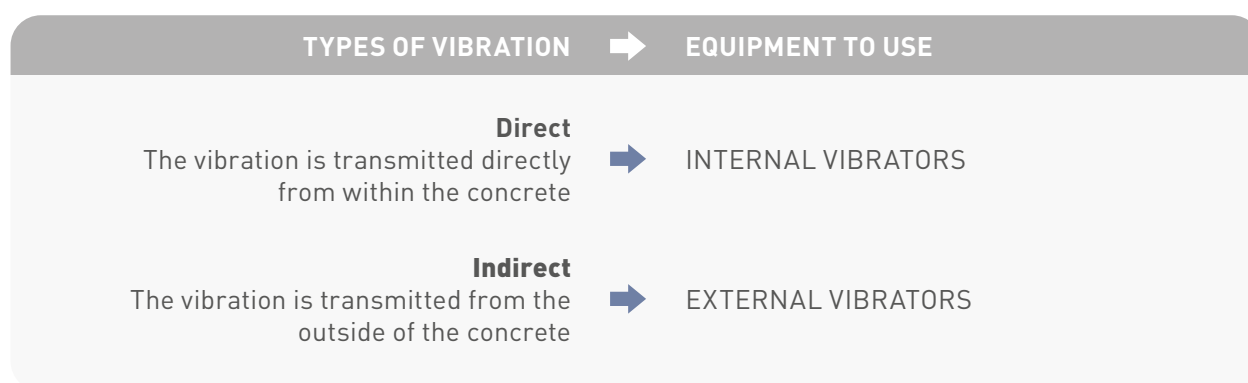 TYPES OF VIBRATION EQUIPMENT TO USE
Direct
The vibration is transmitted directly
from within the concrete
INTERNAL VIBRATORS
Indirect
The vibration is transmitted from the
outside of the concrete
EXTERNAL VIBRATORS